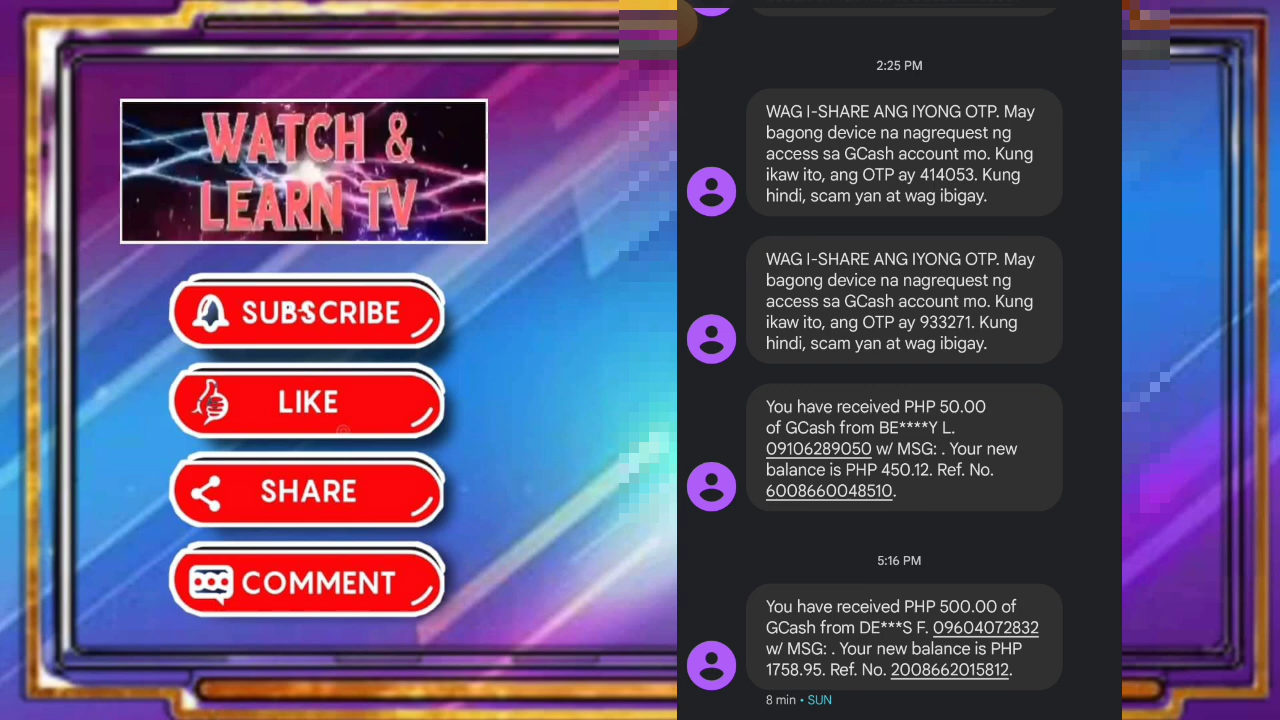 WATCH &
LEARN TV
SUBSCRIBE
LIKE
SHARE
COMMENT
2:25 PM
WAG I-SHARE ANG IYONG OTP. May
bagong device na nagrequest ng
access sa GCash account mo. Kung
ikaw ito, ang OTP ay 414053. Kung
hindi, scam yan at wag ibigay.
WAG I-SHARE ANG IYONG OTP. May
bagong device na nagrequest ng
access sa GCash account mo. Kung
ikaw ito, ang OTP ay 933271. Kung
hindi, scam yan at wag ibigay.
You have received PHP 50.00
of GCash from BE****Y L.
09106289050 w/ MSG: . Your new
balance is PHP 450.12. Ref. No.
6008660048510.
5:16 PM
You have received PHP 500.00 of
GCash from DE***S F. 09604072832
w/ MSG: . Your new balance is PHP
1758.95. Ref. No. 2008662015812.
8 min • SUN